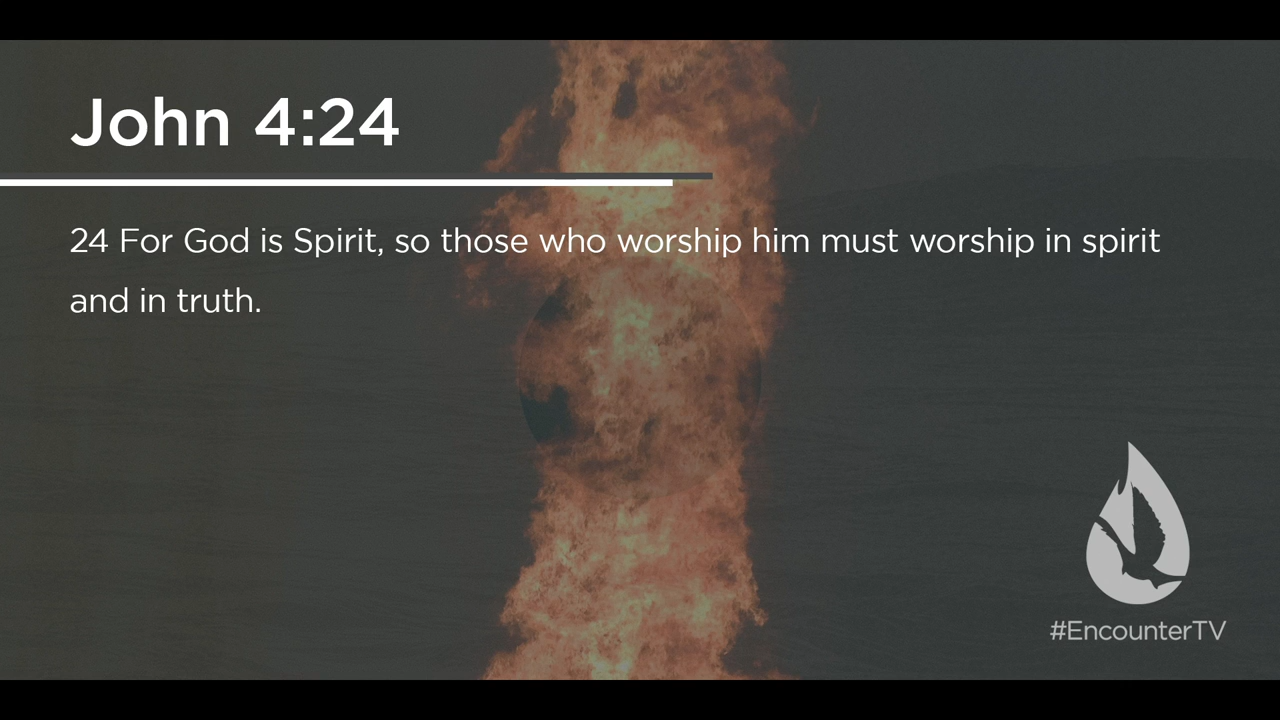 John 4:24
24 For God is Spirit, so those who worship him must worship in spirit
and in truth.
#EncounterTV